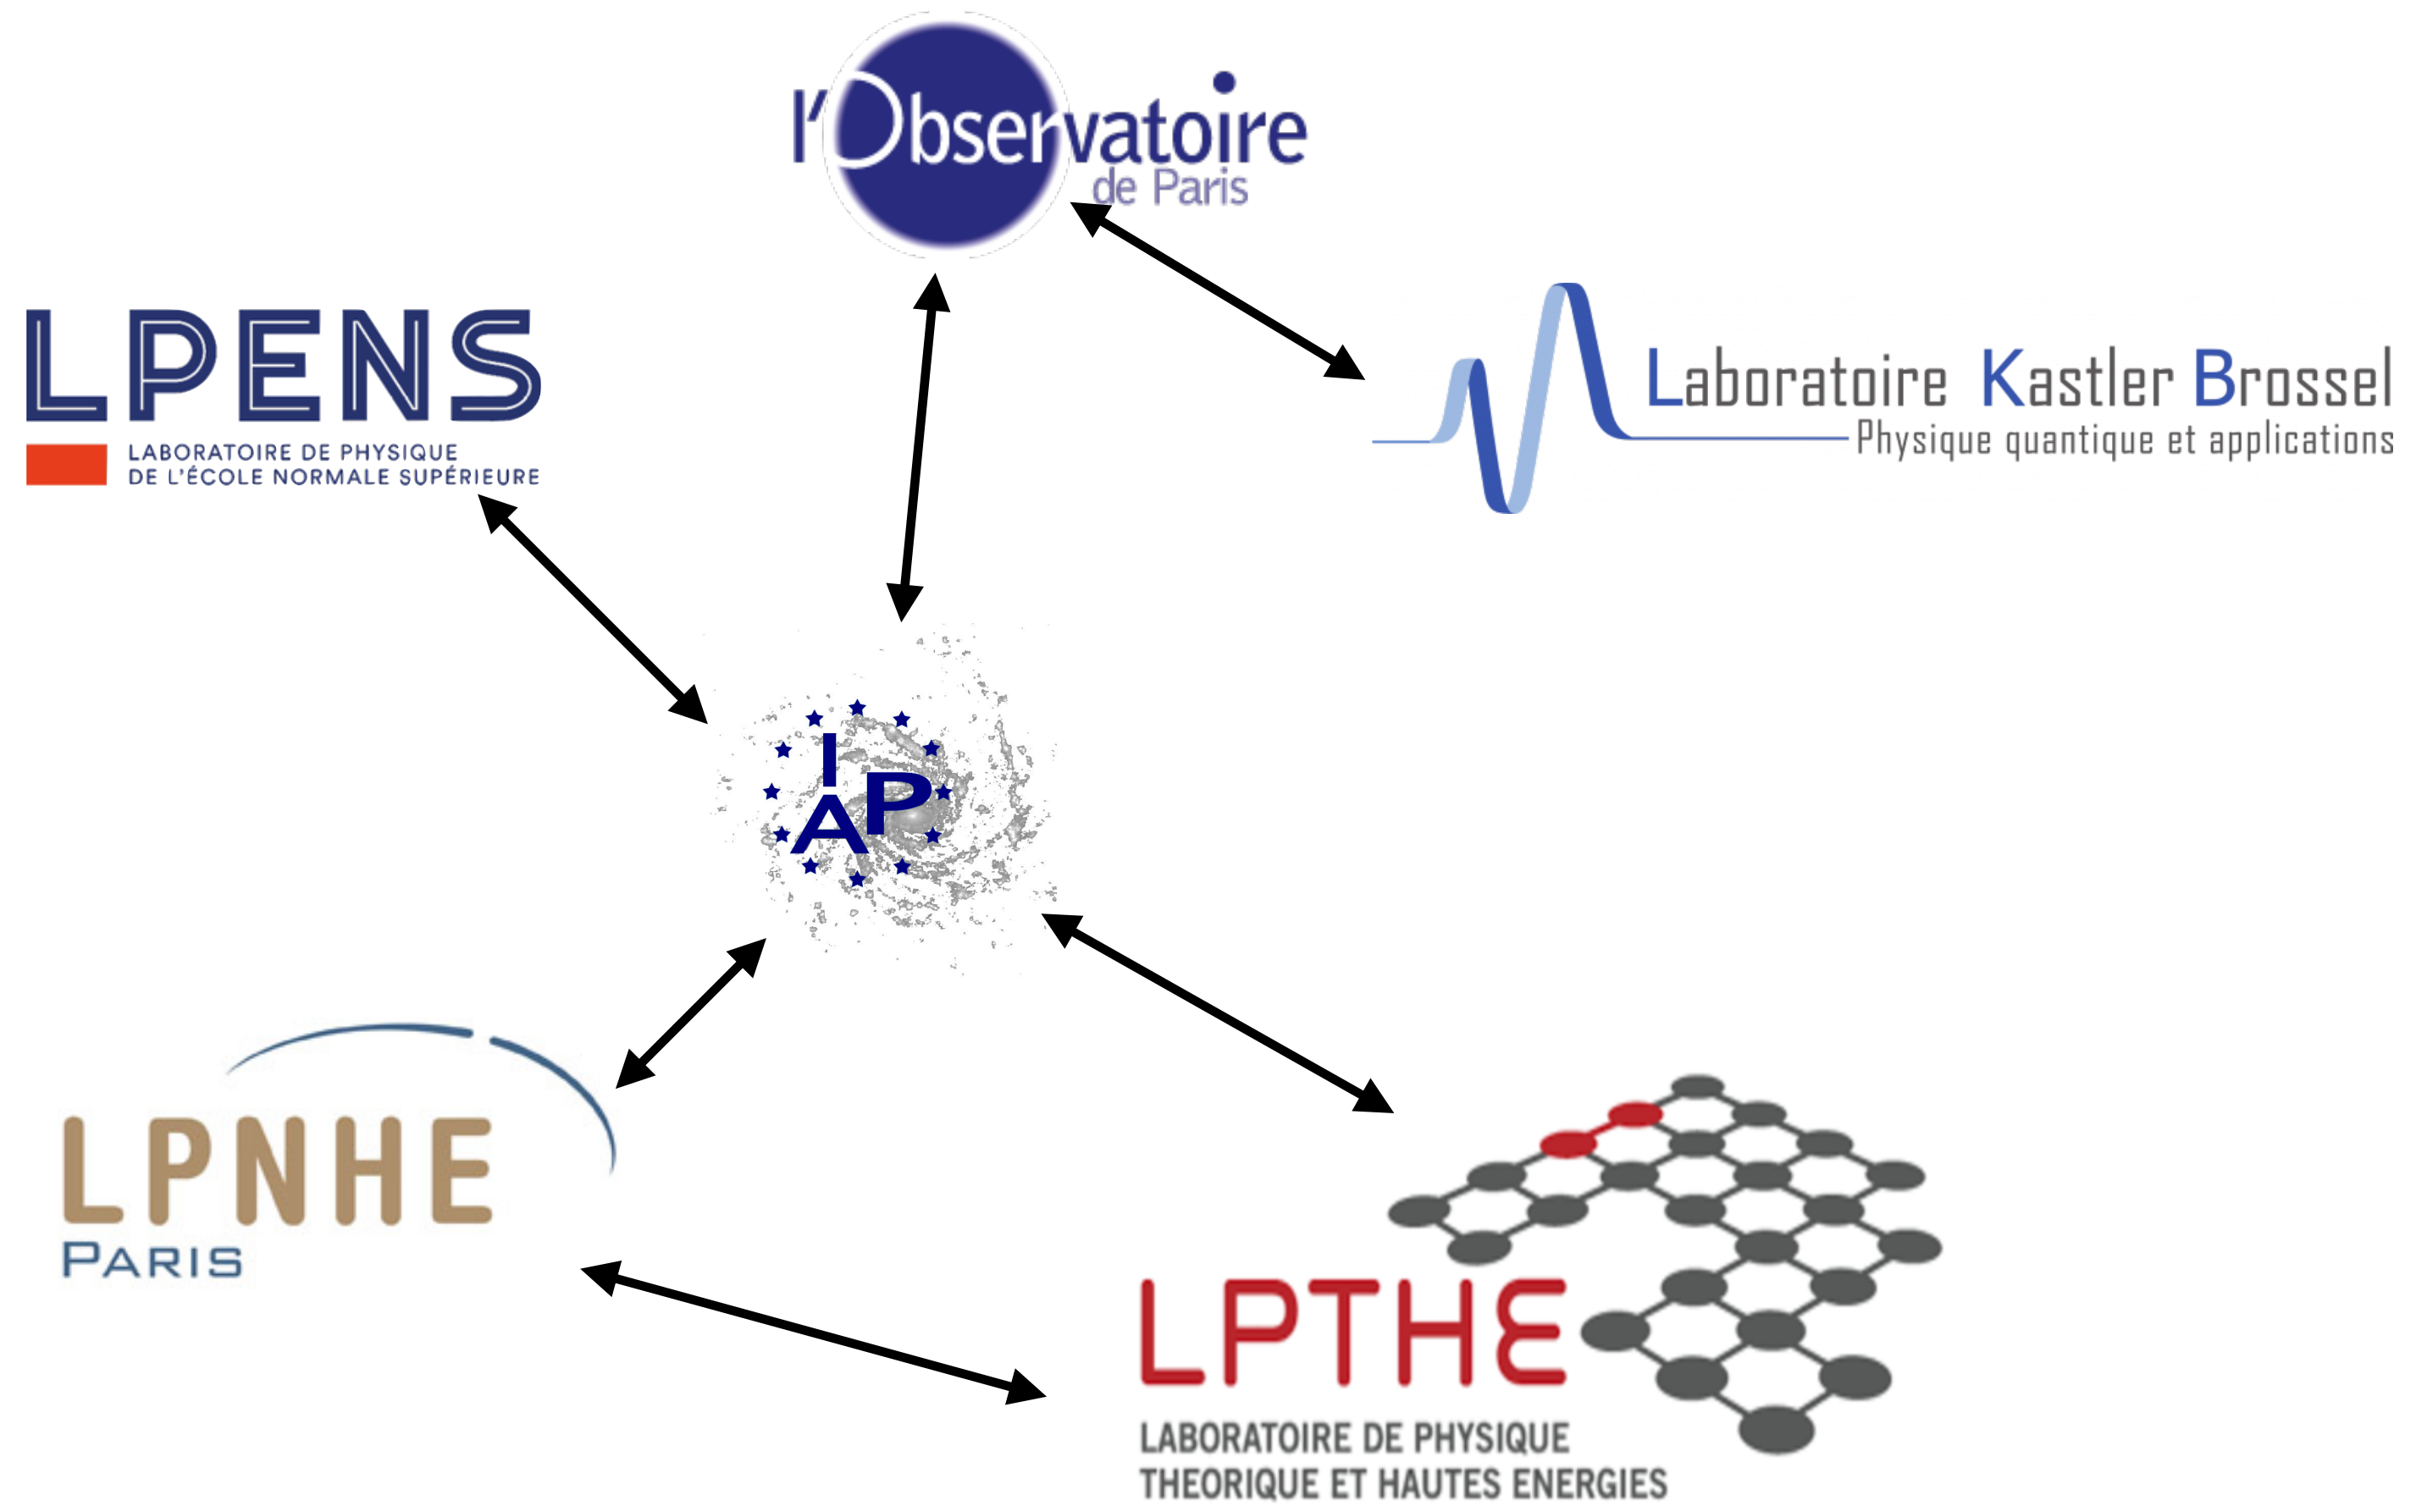 l'Observatoire
de Paris
LPENS
LABORATOIRE DE PHYSIQUE
DE L'ÉCOLE NORMALE SUPÉRIEURE
Laboratoire Kastler Brossel
Physique quantique et applications
I
AP
LPNHE
PARIS
LPTHE
LABORATOIRE DE PHYSIQUE
THEORIQUE ET HAUTES ENERGIES